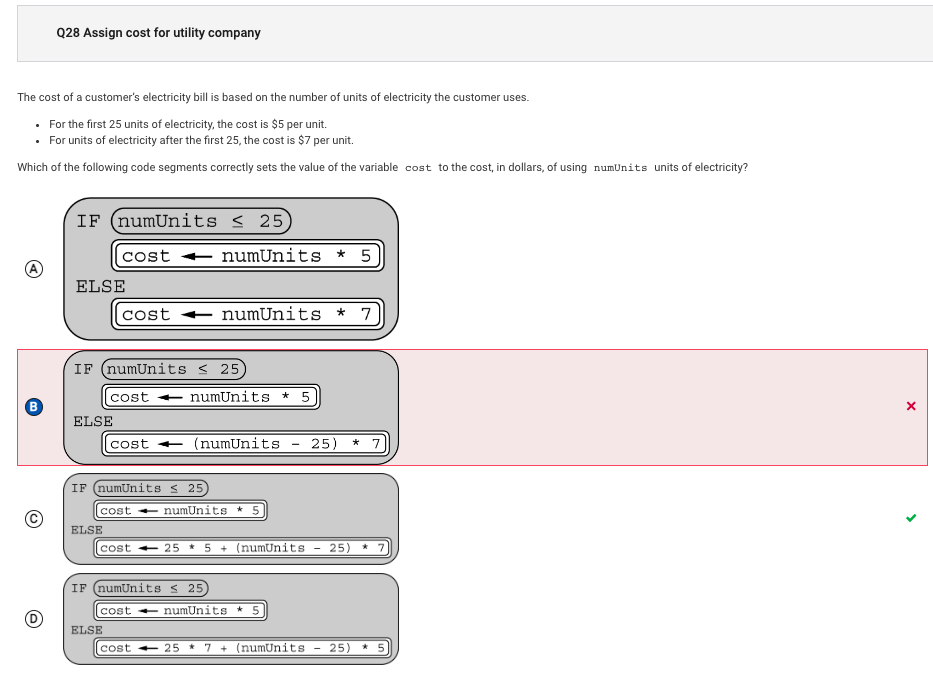 Q28 Assign cost for utility company
The cost of a customer's electricity bill is based on the number of units of electricity the customer uses.
• For the first 25 units of electricity, the cost is $5 per unit.
• For units of electricity after the first 25, the cost is $7 per unit.
Which of the following code segments correctly sets the value of the variable cost to the cost, in dollars, of using numUnits units of electricity?
A
IF numUnits ≤ 25
cost ← numUnits * 5
ELSE
cost ← numUnits * 7
B
IF numUnits ≤ 25
cost ← numUnits * 5
ELSE
cost ← (numUnits - 25) * 7
C
IF numUnits ≤ 25
cost ← numUnits * 5
ELSE
cost ← 25 * 5 + (numUnits - 25) * 7
D
IF numUnits ≤ 25
cost ← numUnits * 5
ELSE
cost ← 25 * 7 + (numUnits - 25) * 5